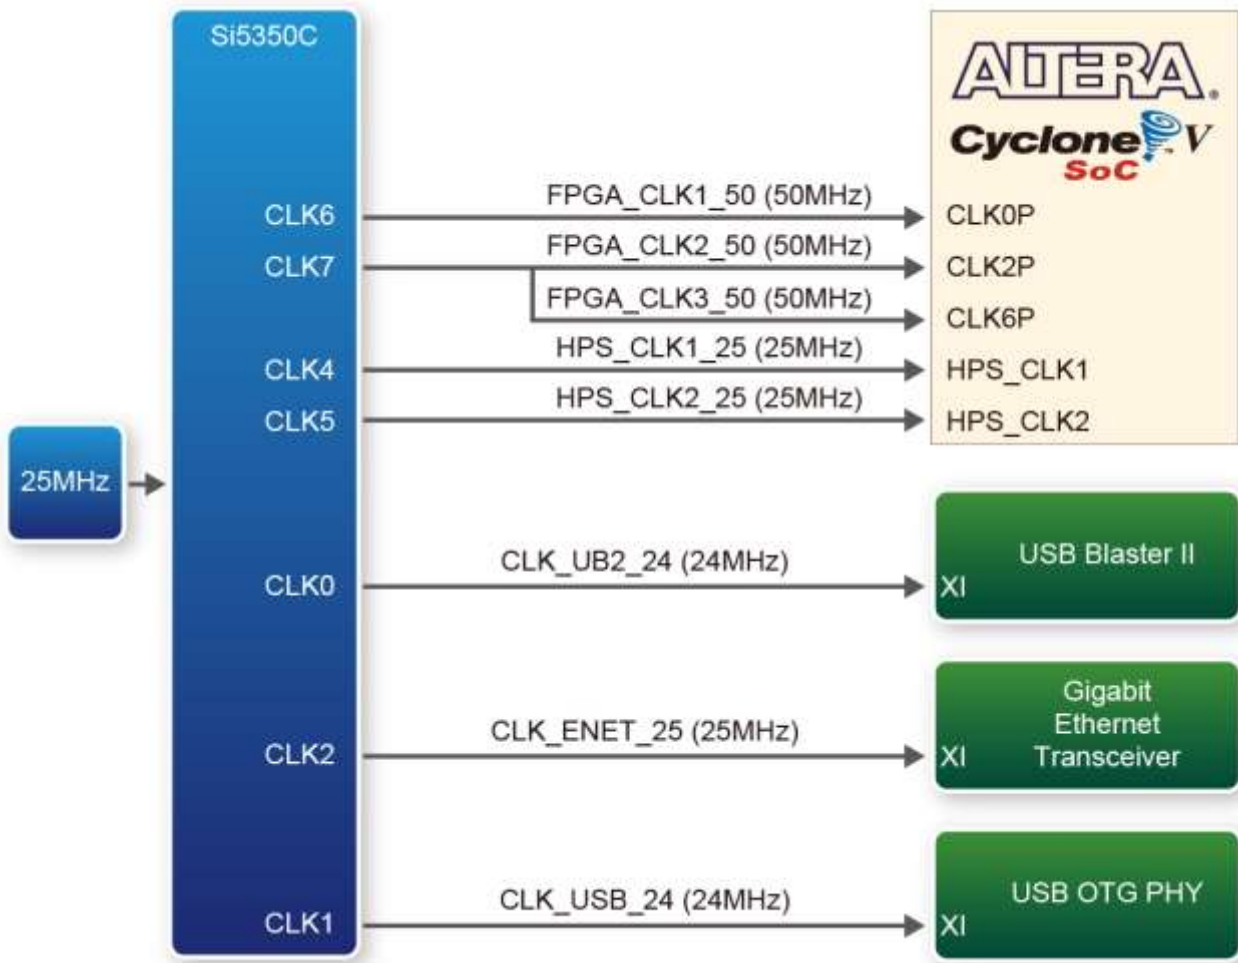 Si5350C
ALTERA®
Cyclone™ V
SoC
CLK6 FPGA_CLK1_50 (50MHz) CLK0P
CLK7 FPGA_CLK2_50 (50MHz) CLK2P
FPGA_CLK3_50 (50MHz) CLK6P
CLK4 HPS_CLK1_25 (25MHz) HPS_CLK1
CLK5 HPS_CLK2_25 (25MHz) HPS_CLK2
25MHz
CLK0 CLK_UB2_24 (24MHz) XI USB Blaster II
CLK2 CLK_ENET_25 (25MHz) XI
Gigabit
Ethernet
Transceiver
CLK1 CLK_USB_24 (24MHz) XI USB OTG PHY